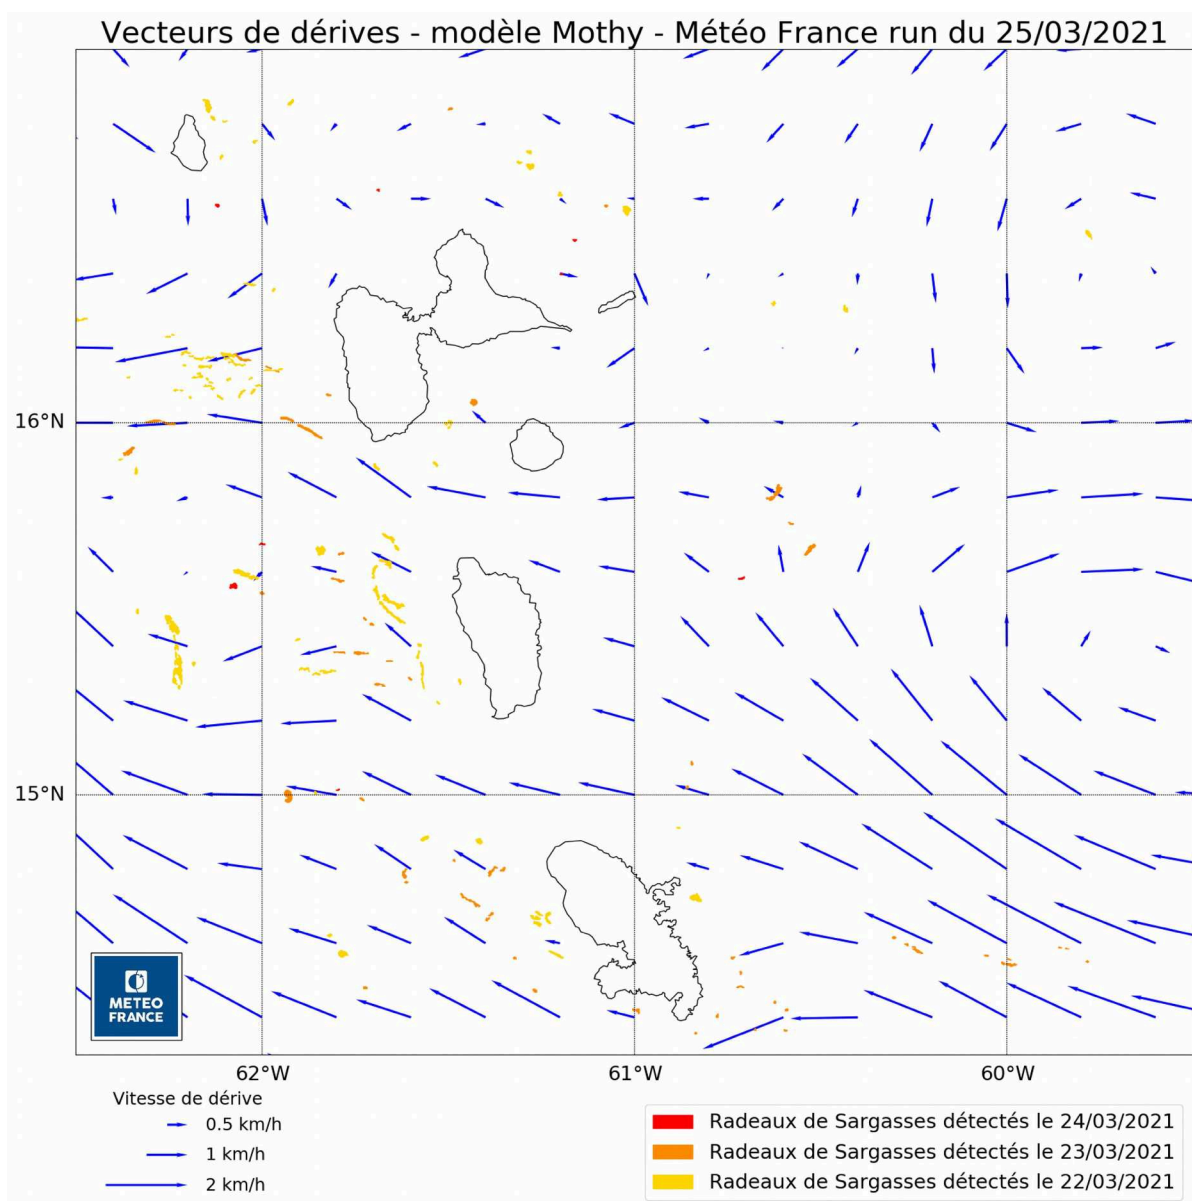 Vecteurs de dérives - modèle Mothy - Météo France run du 25/03/2021
16°N
15°N
METEO
FRANCE
62°W
61°W
60°W
Vitesse de dérive
0.5 km/h
1 km/h
2 km/h
Radeaux de Sargasses détectés le 24/03/2021
Radeaux de Sargasses détectés le 23/03/2021
Radeaux de Sargasses détectés le 22/03/2021